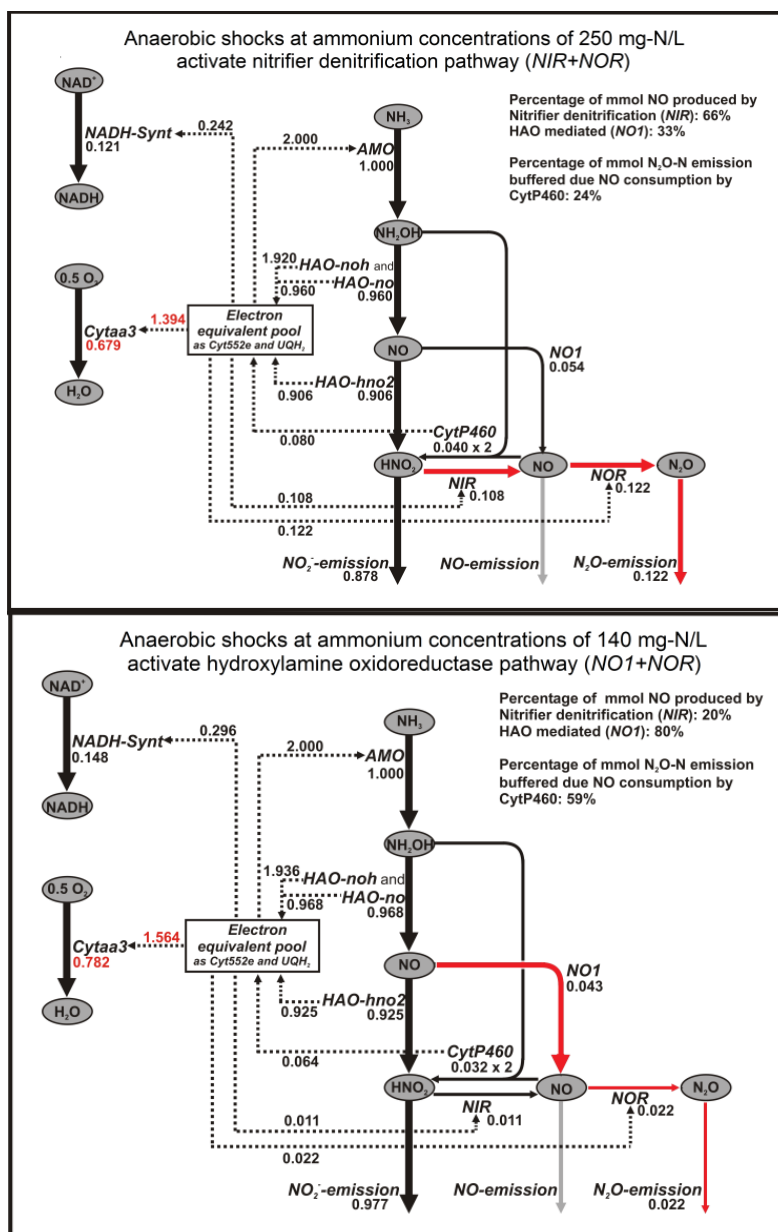 Anaerobic shocks at ammonium concentrations of 250 mg-N/L
activate nitrifier denitrification pathway (NIR+NOR)
NAD⁺
NADH-Synt
0.121
0.242
NADH
2.000
NH₃
AMO
1.000
Percentage of mmol NO produced by
Nitrifier denitrification (NIR): 66%
HAO mediated (NO1): 33%
Percentage of mmol N₂O-N emission
buffered due NO consumption by
CytP460: 24%
NH₂OH
1.920
HAO-noh and
HAO-no
0.960
0.960
0.5 O₂
Cytaa3
0.679
1.394
H₂O
Electron
equivalent pool
as Cyt552e and UQH₂
NO
NO1
0.054
HAO-hno2
0.906
0.906
CytP460
0.040 x 2
0.080
HNO₂
NO
N₂O
NIR
0.108
0.108
NOR
0.122
0.122
NO₂⁻-emission
0.878
NO-emission
N₂O-emission
0.122
Anaerobic shocks at ammonium concentrations of 140 mg-N/L
activate hydroxylamine oxidoreductase pathway (NO1+NOR)
NAD⁺
NADH-Synt
0.148
0.296
NADH
2.000
NH₃
AMO
1.000
Percentage of mmol NO produced by
Nitrifier denitrification (NIR): 20%
HAO mediated (NO1): 80%
Percentage of mmol N₂O-N emission
buffered due NO consumption by
CytP460: 59%
NH₂OH
1.936
HAO-noh and
HAO-no
0.968
0.968
0.5 O₂
Cytaa3
0.782
1.564
H₂O
Electron
equivalent pool
as Cyt552e and UQH₂
NO
NO1
0.043
HAO-hno2
0.925
0.925
CytP460
0.032 x 2
0.064
HNO₂
NO
N₂O
NIR
0.011
0.011
NOR
0.022
0.022
NO₂⁻-emission
0.977
NO-emission
N₂O-emission
0.022